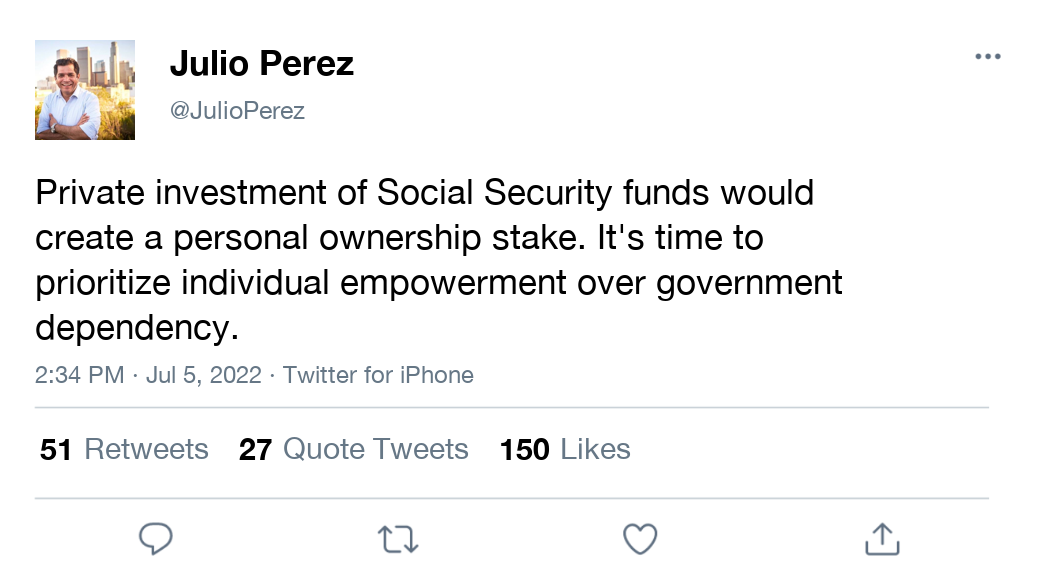 Julio Perez
@JulioPerez
Private investment of Social Security funds would
create a personal ownership stake. It's time to
prioritize individual empowerment over government
dependency.
2:34 PM · Jul 5, 2022 · Twitter for iPhone
51 Retweets 27 Quote Tweets 150 Likes